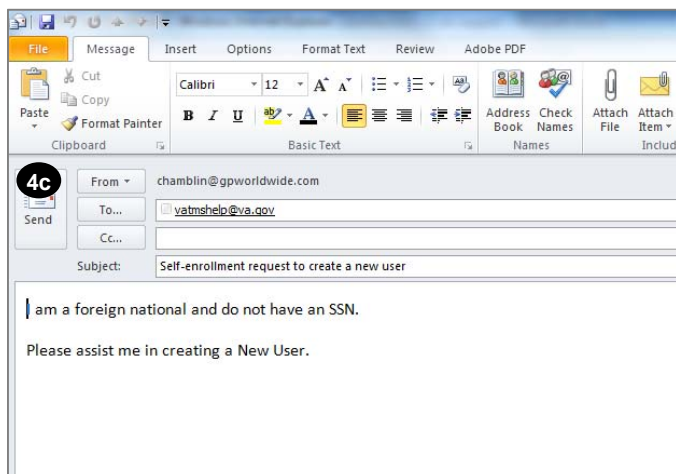 File Message Insert Options Format Text Review Adobe PDF
Cut
Copy
Format Painter
Paste
Clipboard
Calibri 12
B I U
Basic Text
Address Book
Check Names
Names
Attach File
Attach Item
Includ
4c
Send
From chamblin@gpworldwide.com
To... vatmshelp@va.gov
Cc...
Subject: Self-enrollment request to create a new user
I am a foreign national and do not have an SSN.
Please assist me in creating a New User.